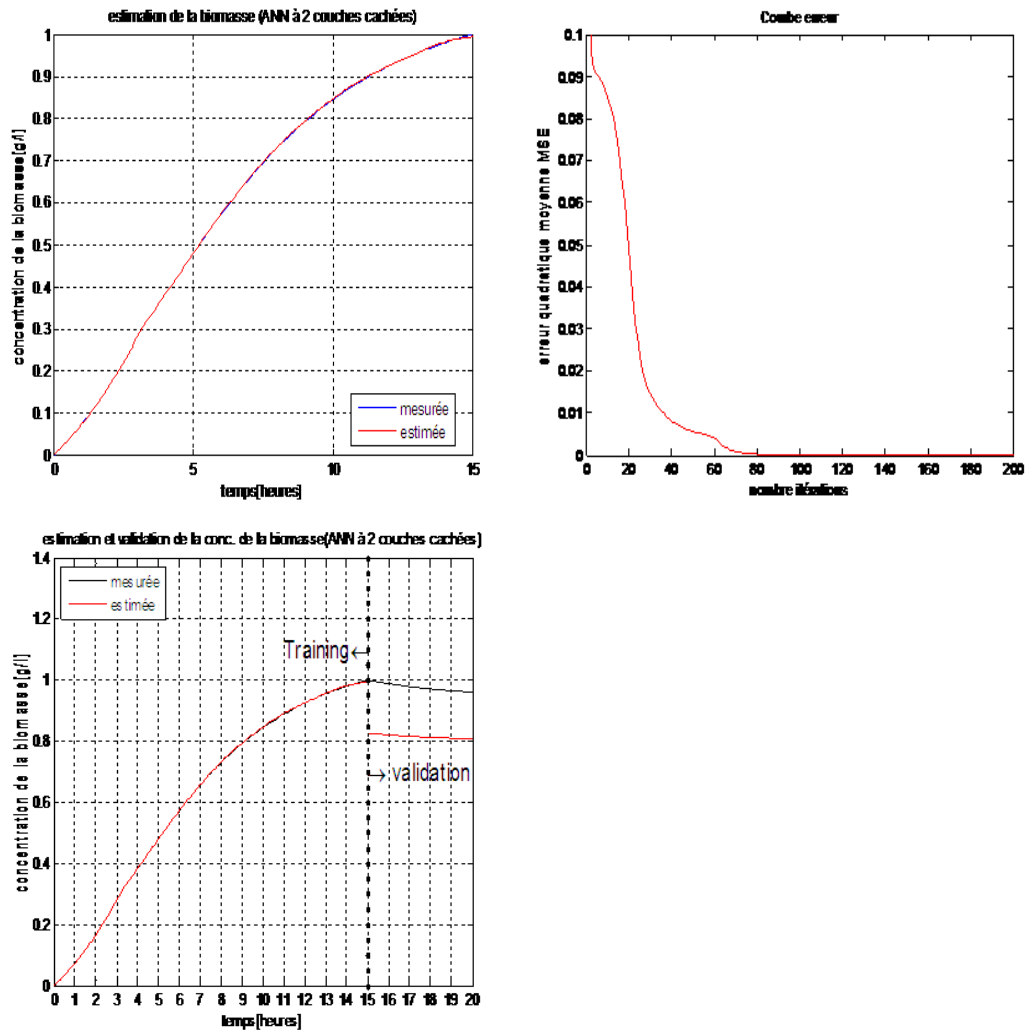 estimation de la biomasse (ANN à 2 couches cachées)
concentration de la biomasse[g/l]
1
0.9
0.8
0.7
0.6
0.5
0.4
0.3
0.2
0.1
0
mesurée
estimée
0 5 10 15
temps[heures]
Courbe erreur
erreur quadratique moyenne MSE
0.1
0.09
0.08
0.07
0.06
0.05
0.04
0.03
0.02
0.01
0
0 20 40 60 80 100 120 140 160 180 200
nombre itérations
estimation et validation de la conc. de la biomasse(ANN à 2 couches cachées)
concentration de la biomasse[g/l]
1.4
1.2
1
0.8
0.6
0.4
0.2
0
mesurée
estimée
Training←
→validation
0 1 2 3 4 5 6 7 8 9 10 11 12 13 14 15 16 17 18 19 20
temps[heures]